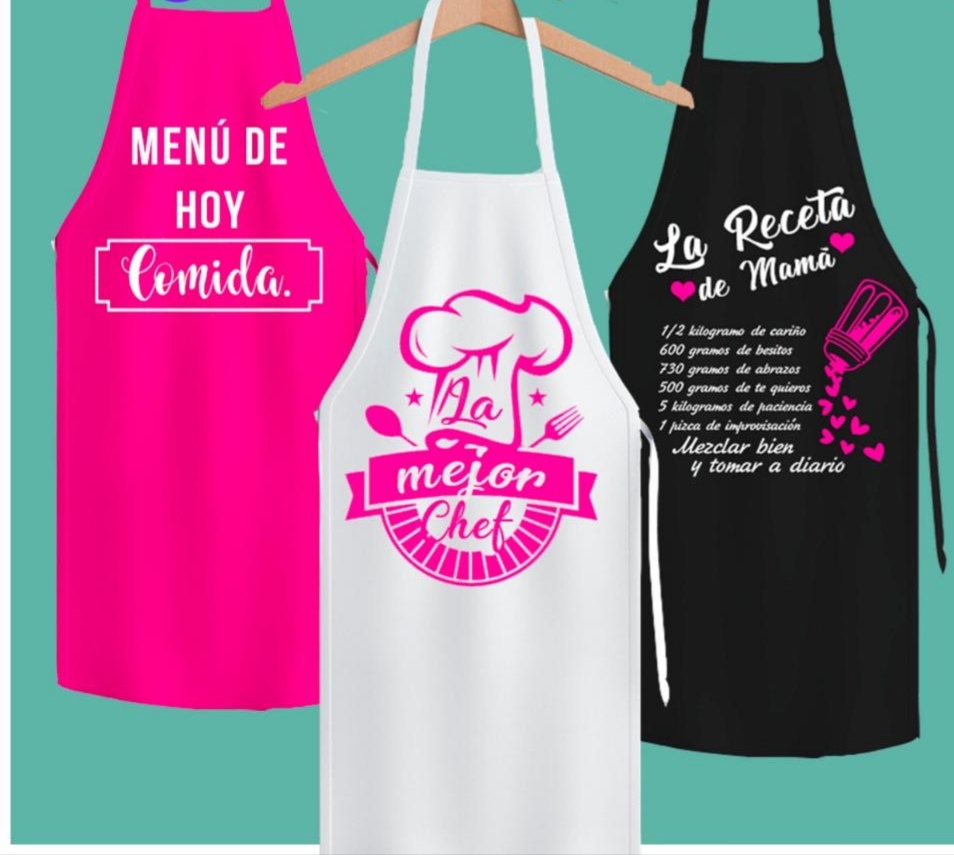 MENÚ DE
HOY
Comida.
La
mejor
Chef
La Receta
de Mamá
1/2 kilogramo de cariño
600 gramos de besitos
730 gramos de abrazos
500 gramos de te quieros
5 kilogramos de paciencia
1 pizca de improvisación
Mezclar bien
y tomar a diario